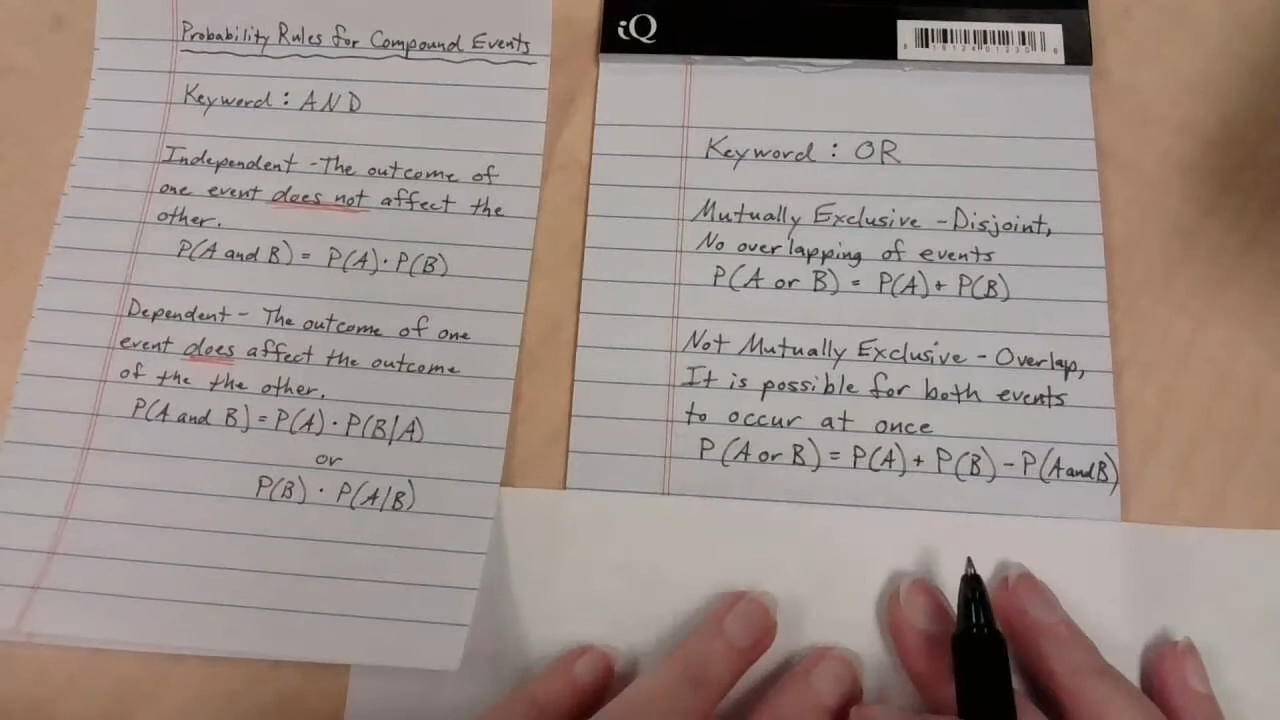 Probability Rules for Compound Events
Keyword : AND
Independent - The outcome of
one event does not affect the
other.
P(A and B) = P(A) · P(B)
Dependent - The outcome of one
event does affect the outcome
of the the other.
P(A and B) = P(A) · P(B/A)
or
P(B) · P(A/B)
iQ
Keyword : OR
Mutually Exclusive - Disjoint,
No overlapping of events
P(A or B) = P(A) + P(B)
Not Mutually Exclusive - Overlap,
It is possible for both events
to occur at once
P(A or B) = P(A) + P(B) - P(A and B)